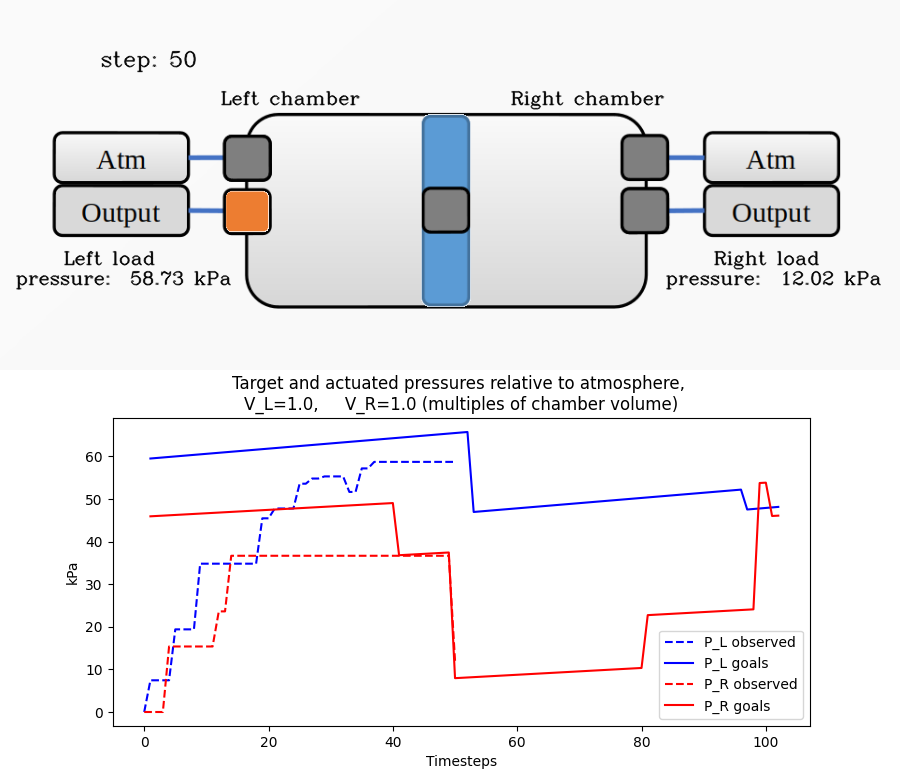 step: 50
Left chamber
Right chamber
Atm
Atm
Output
Output
Left load
pressure: 58.73 kPa
Right load
pressure: 12.02 kPa
Target and actuated pressures relative to atmosphere,
V_L=1.0, V_R=1.0 (multiples of chamber volume)
kPa
60
50
40
30
20
10
0
0 20 40 60 80 100
Timesteps
P_L observed
P_L goals
P_R observed
P_R goals